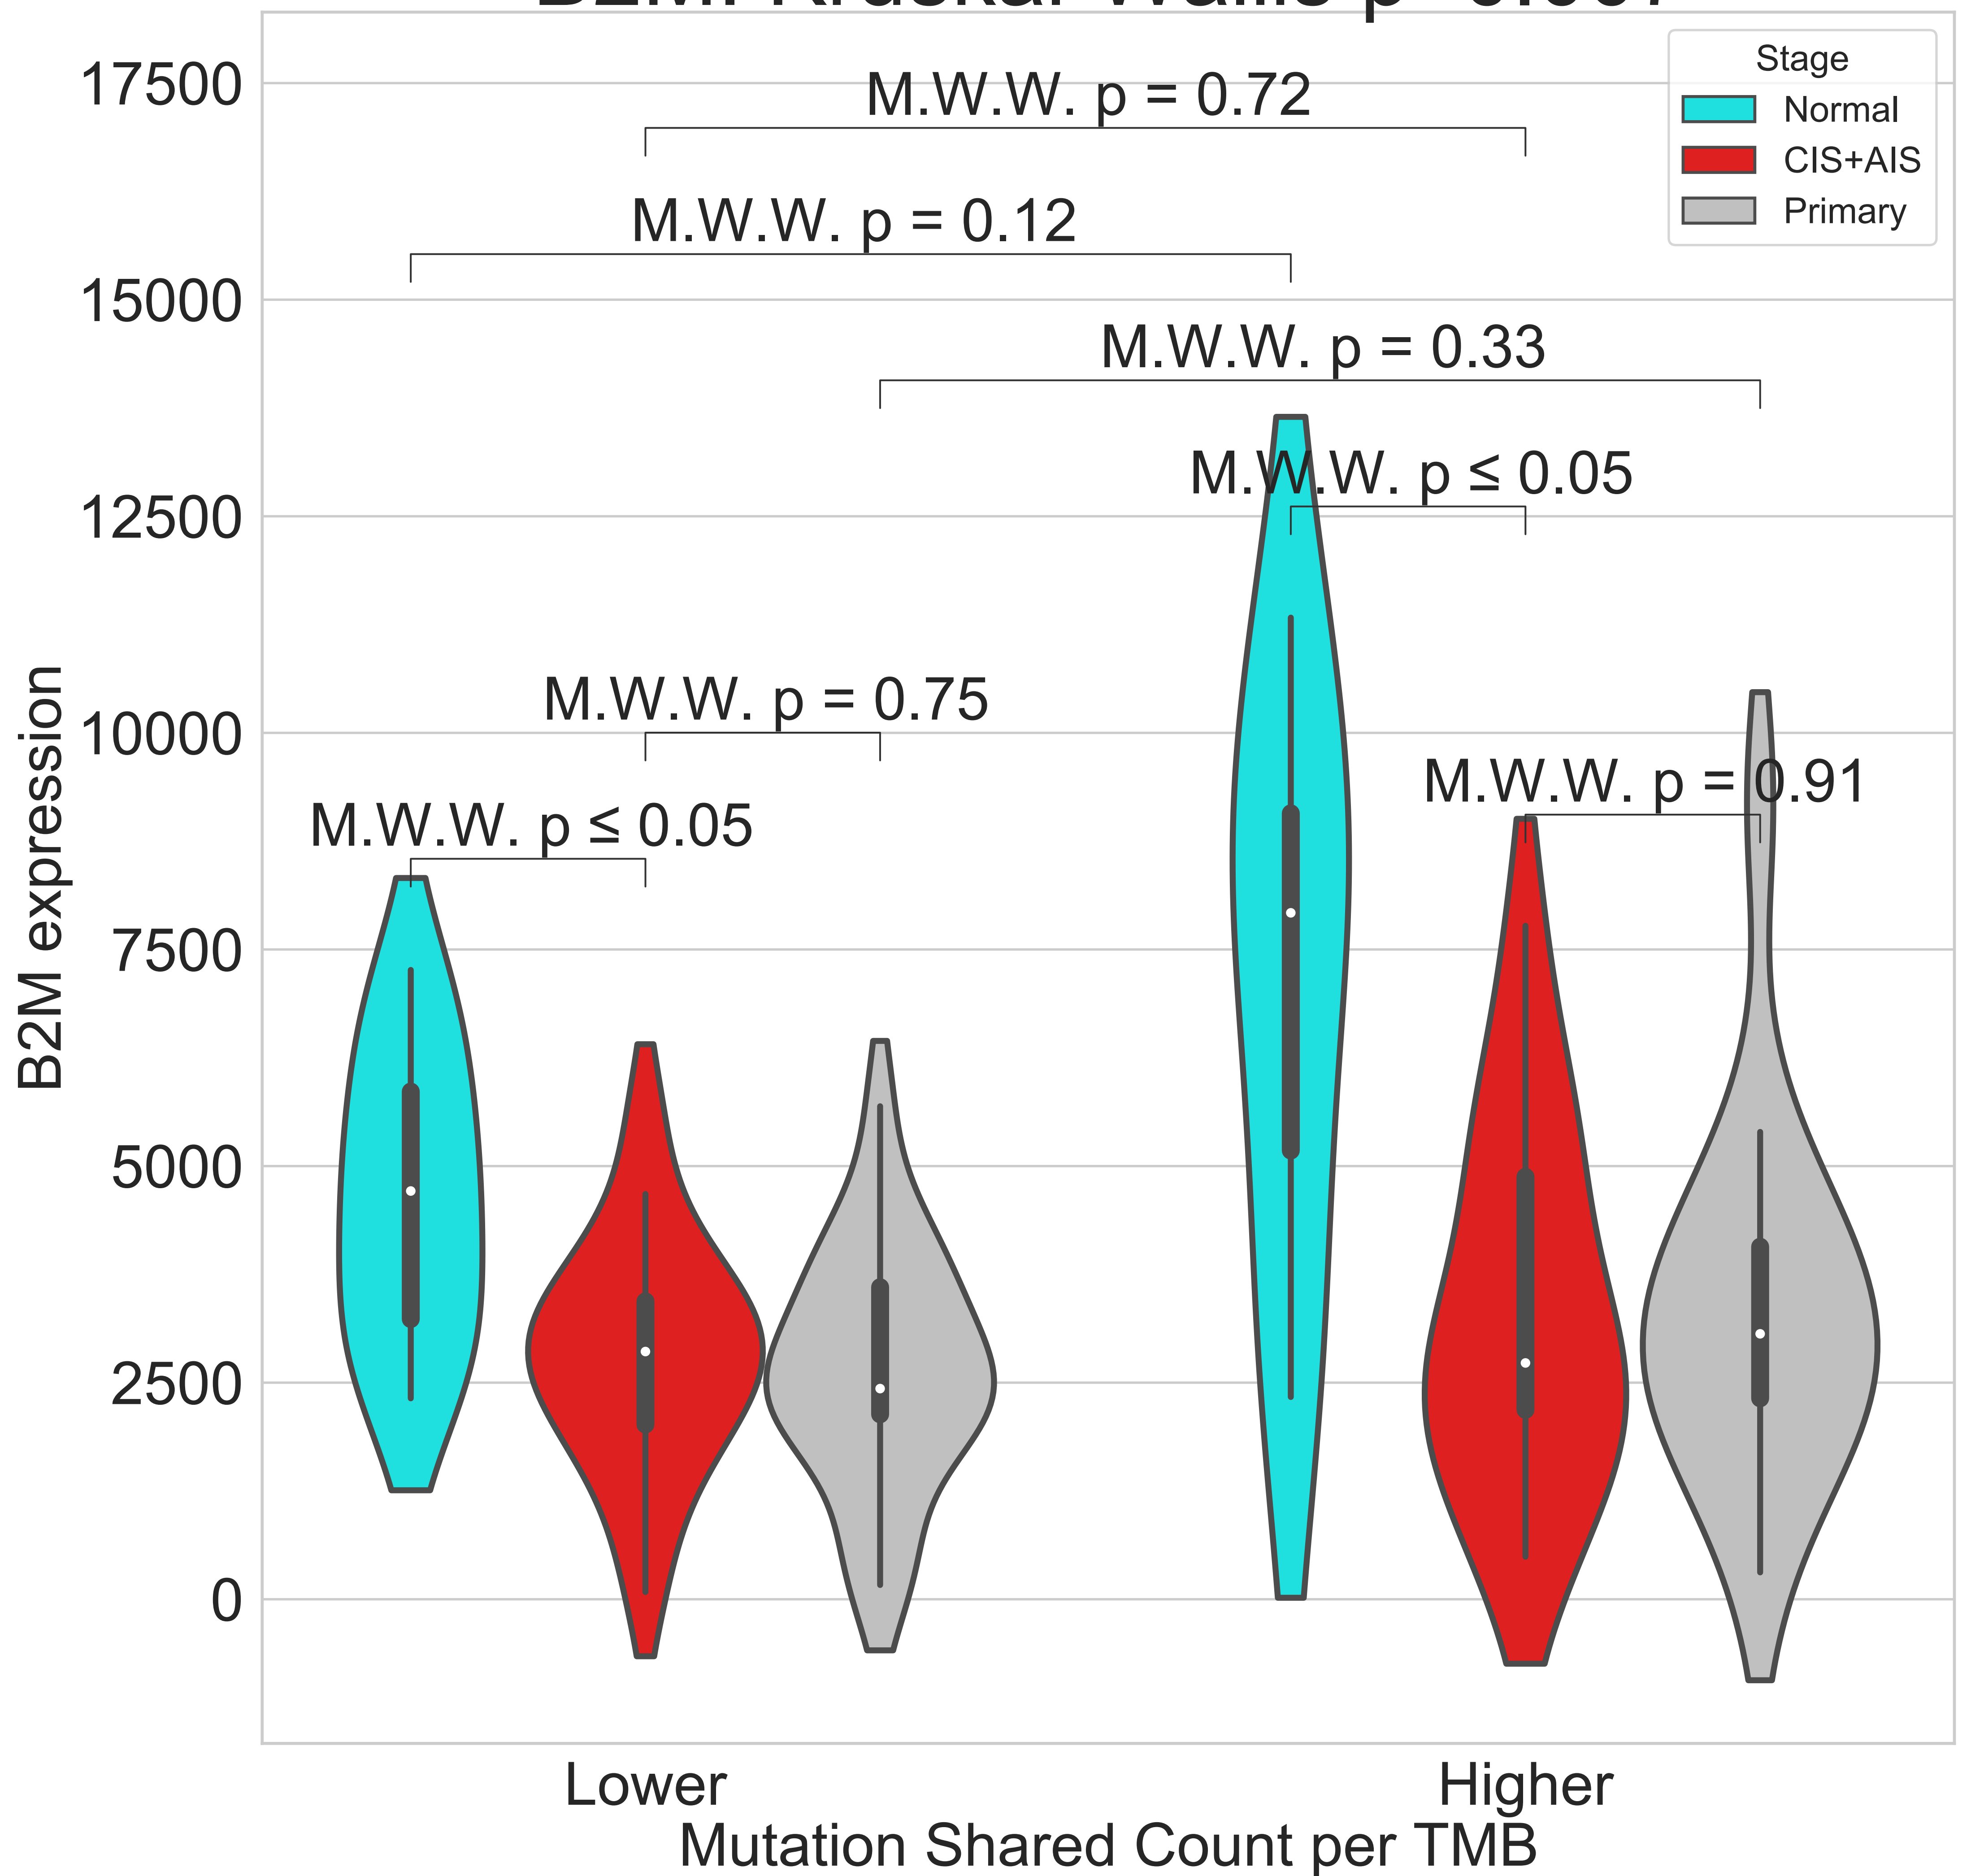 Stage
Normal
CIS+AIS
Primary
M.W.W. p = 0.72
M.W.W. p = 0.12
M.W.W. p = 0.33
M.W.W. p ≤ 0.05
M.W.W. p = 0.75
M.W.W. p = 0.91
M.W.W. p ≤ 0.05
17500
15000
12500
10000
7500
5000
2500
0
B2M expression
Lower
Higher
Mutation Shared Count per TMB